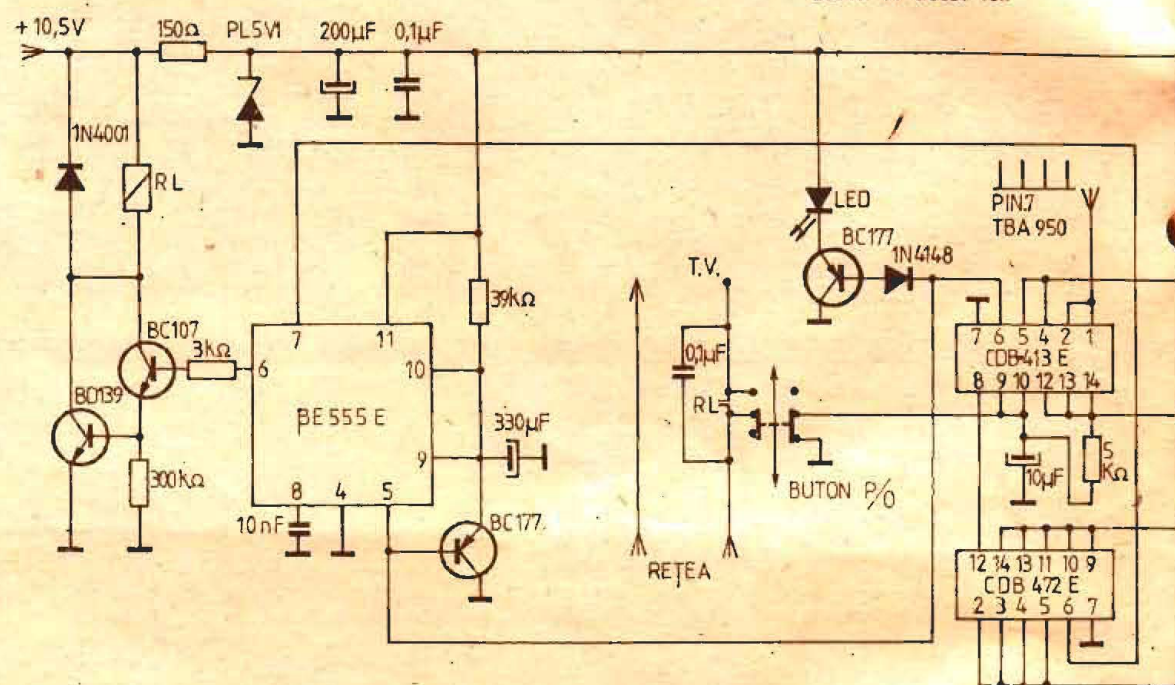 +10,5V
150Ω
PL5V1
200µF
0,1µF
1N4001
RL
LED
PIN.7
TBA 950
BC177
1N4148
T.V.
39kΩ
BC107
3kΩ
7
11
6
10
BE555E
9
8
4
5
BD139
300kΩ
10nF
330µF
BC177
0,1µF
RL
BUTON P/O
REȚEA
7 6 5 4 2 1
CDB413 E
8 9 10 12 13 14
10µF
5
KΩ
12 14 13 11 10 9
CDB 472 E
2 3 4 5 6 7